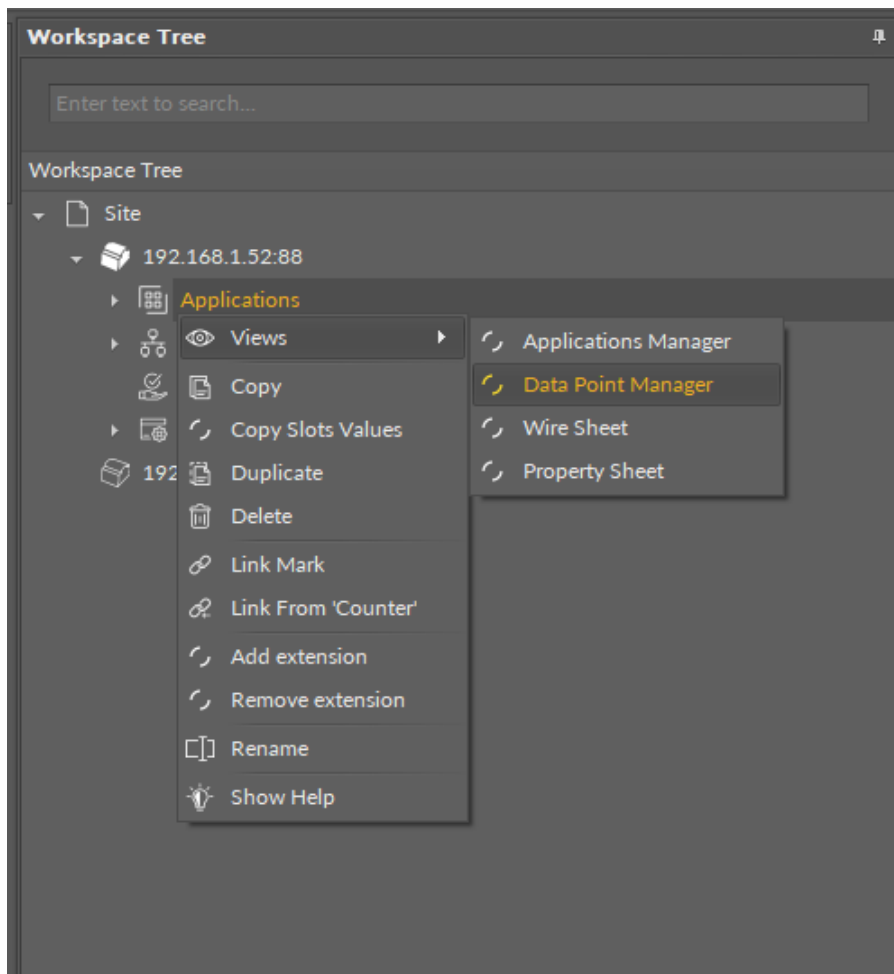 Workspace Tree
Enter text to search...
Workspace Tree
Site
192.168.1.52:88
Applications
Views
Copy
Copy Slots Values
Duplicate
Delete
Link Mark
Link From 'Counter'
Add extension
Remove extension
Rename
Show Help
Applications Manager
Data Point Manager
Wire Sheet
Property Sheet
192